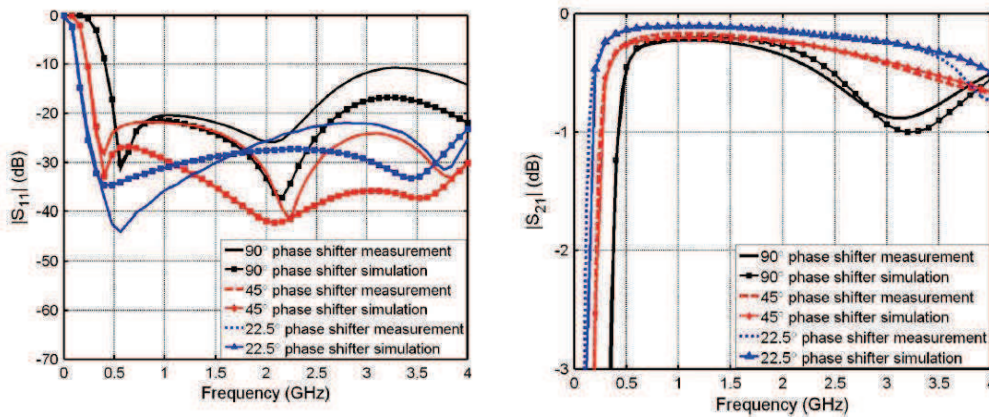 0
-10
-20
-30
-40
-50
-60
-70
|S11| (dB)
0 0.5 1 1.5 2 2.5 3 3.5 4
Frequency (GHz)
90° phase shifter measurement
90° phase shifter simulation
45° phase shifter measurement
45° phase shifter simulation
22.5° phase shifter measurement
22.5° phase shifter simulation
0
-1
-2
-3
|S21| (dB)
0 0.5 1 1.5 2 2.5 3 3.5 4
Frequency (GHz)
90° phase shifter measurement
90° phase shifter simulation
45° phase shifter measurement
45° phase shifter simulation
22.5° phase shifter measurement
22.5° phase shifter simulation